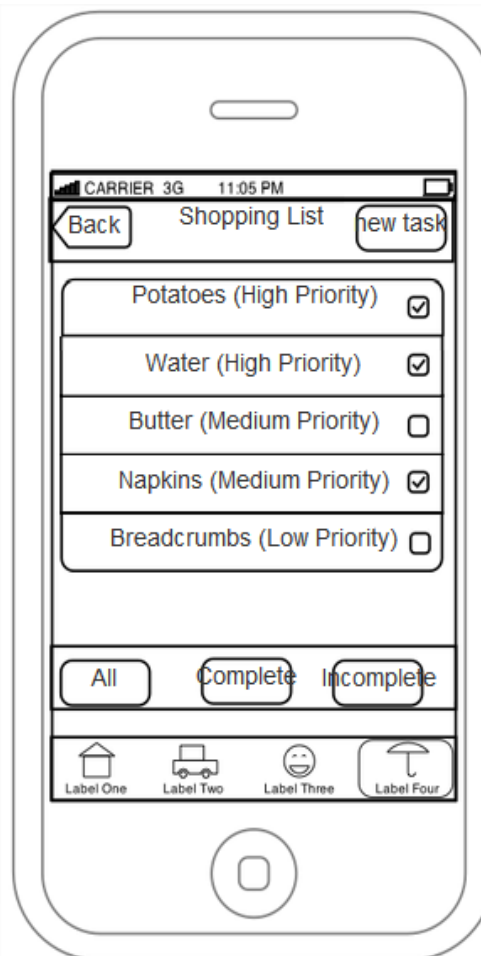 CARRIER 3G 11:05 PM
Back Shopping List new task
Potatoes (High Priority)
Water (High Priority)
Butter (Medium Priority)
Napkins (Medium Priority)
Breadcrumbs (Low Priority)
All Complete Incomplete
Label One Label Two Label Three Label Four